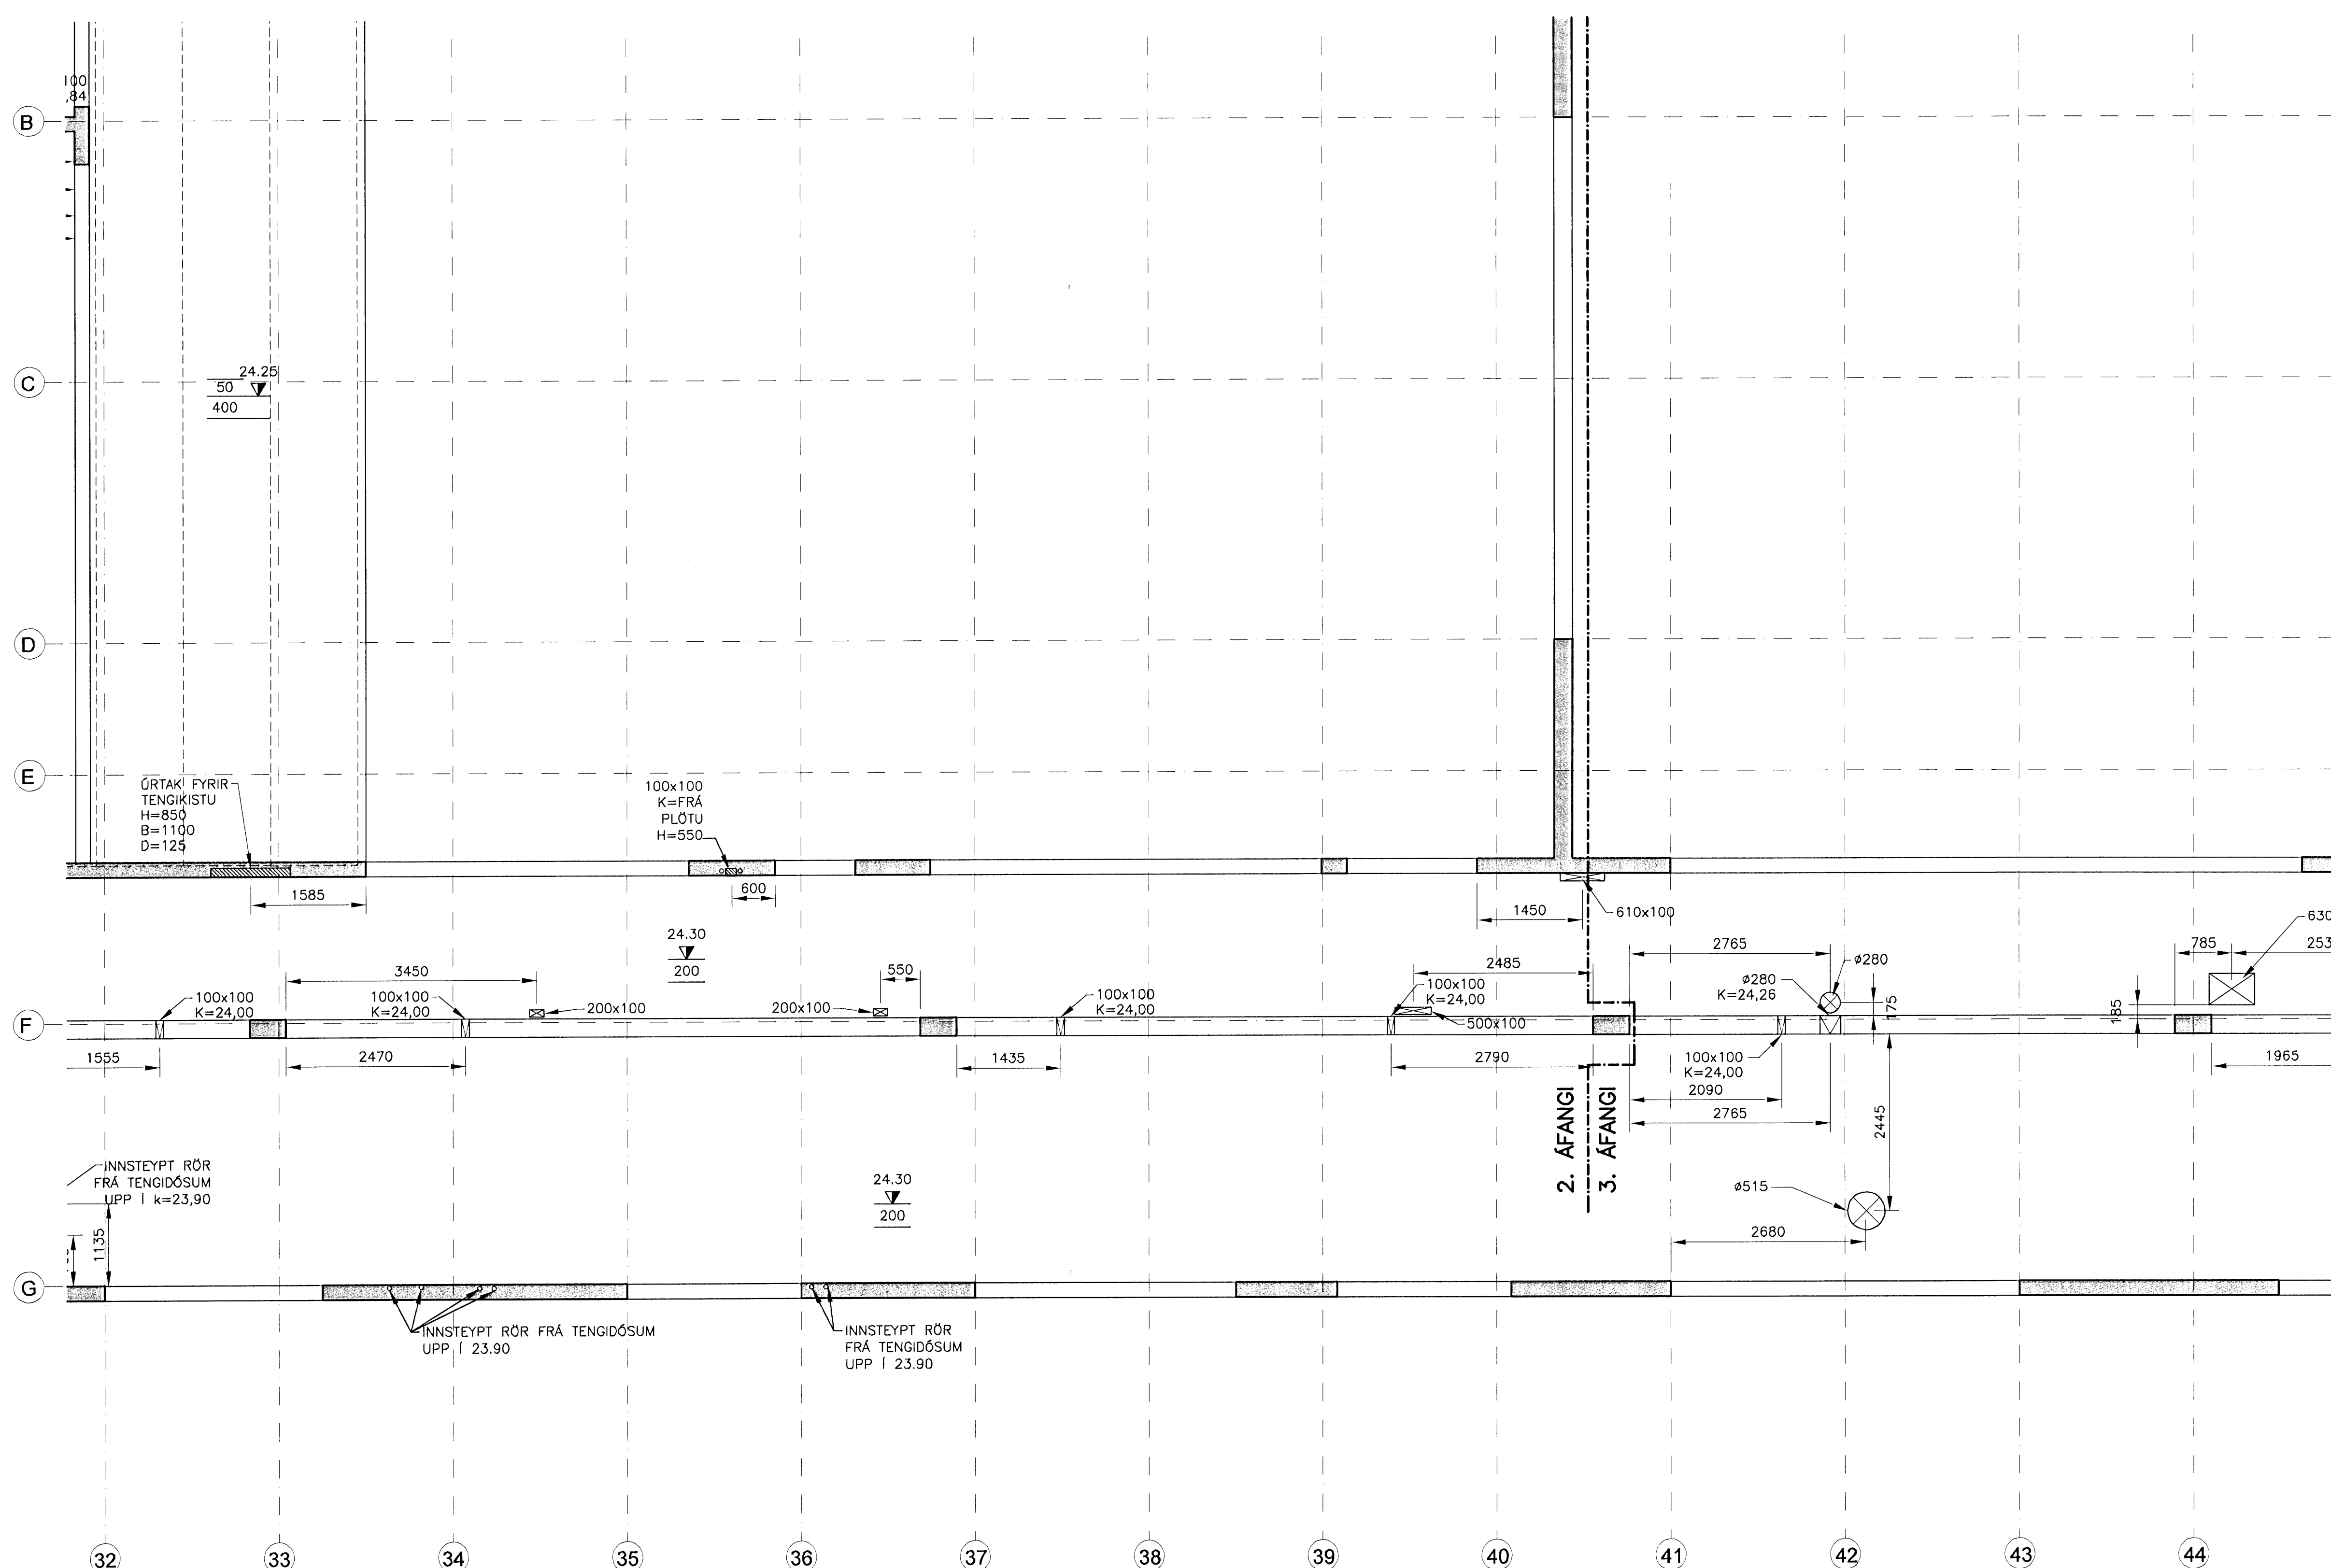 100
,84
B
24.25
50
400
C
D
E
ÚRTAK FYRIR
TENGIKISTU
H=850
B=1100
D=125
100x100
K=FRÁ
PLÖTU
H=550
1585
600
1450
610x100
24.30
200
3450
550
2485
2765
ø280
785
253
630
100x100
K=24,00
100x100
K=24,00
200x100
200x100
100x100
K=24,00
100x100
K=24,00
500x100
ø280
K=24,26
175
185
F
1555
2470
1435
2790
100x100
K=24,00
2090
2765
1965
2445
2. ÁFANGI
3. ÁFANGI
INNSTEYPT RÖR
FRÁ TENGIDÓSUM
UPP Í k=23,90
1135
24.30
200
ø515
2680
G
INNSTEYPT RÖR FRÁ TENGIDÓSUM
UPP Í 23.90
INNSTEYPT RÖR
FRÁ TENGIDÓSUM
UPP Í 23.90
32 33 34 35 36 37 38 39 40 41 42 43 44